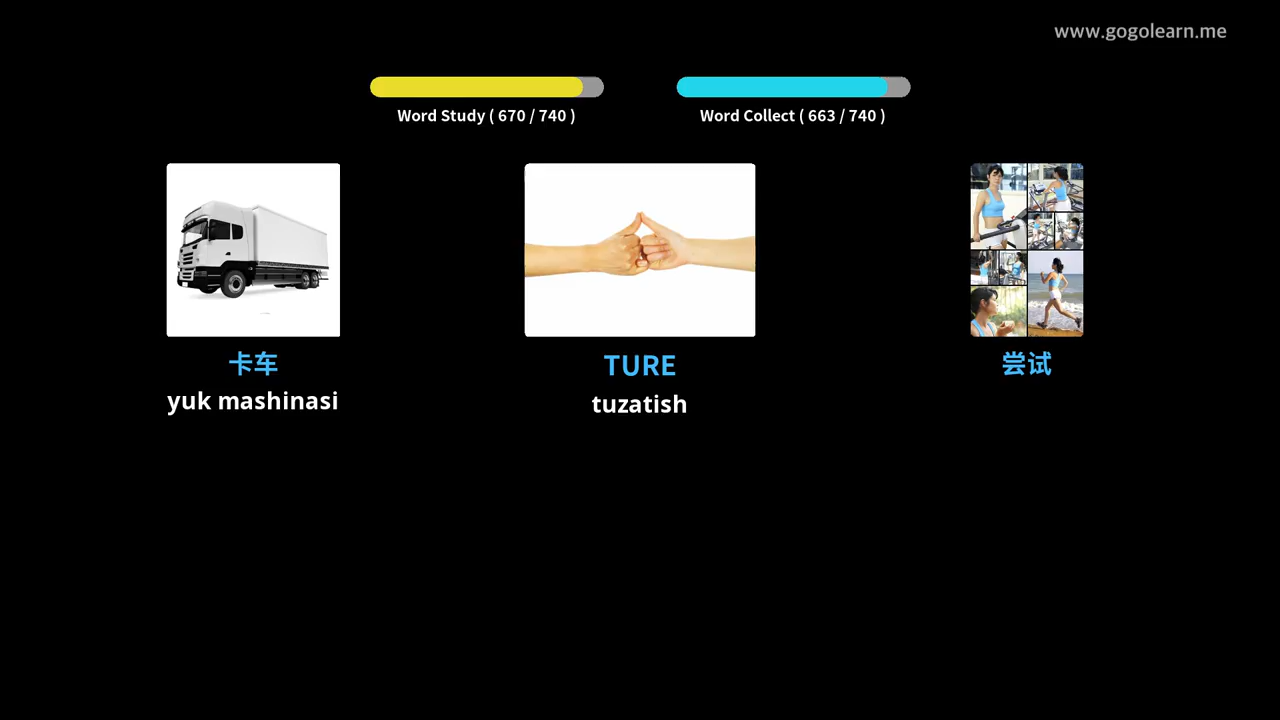 www.gogolearn.me
Word Study ( 670 / 740 )
Word Collect ( 663 / 740 )
卡车
yuk mashinasi
TURE
tuzatish
尝试